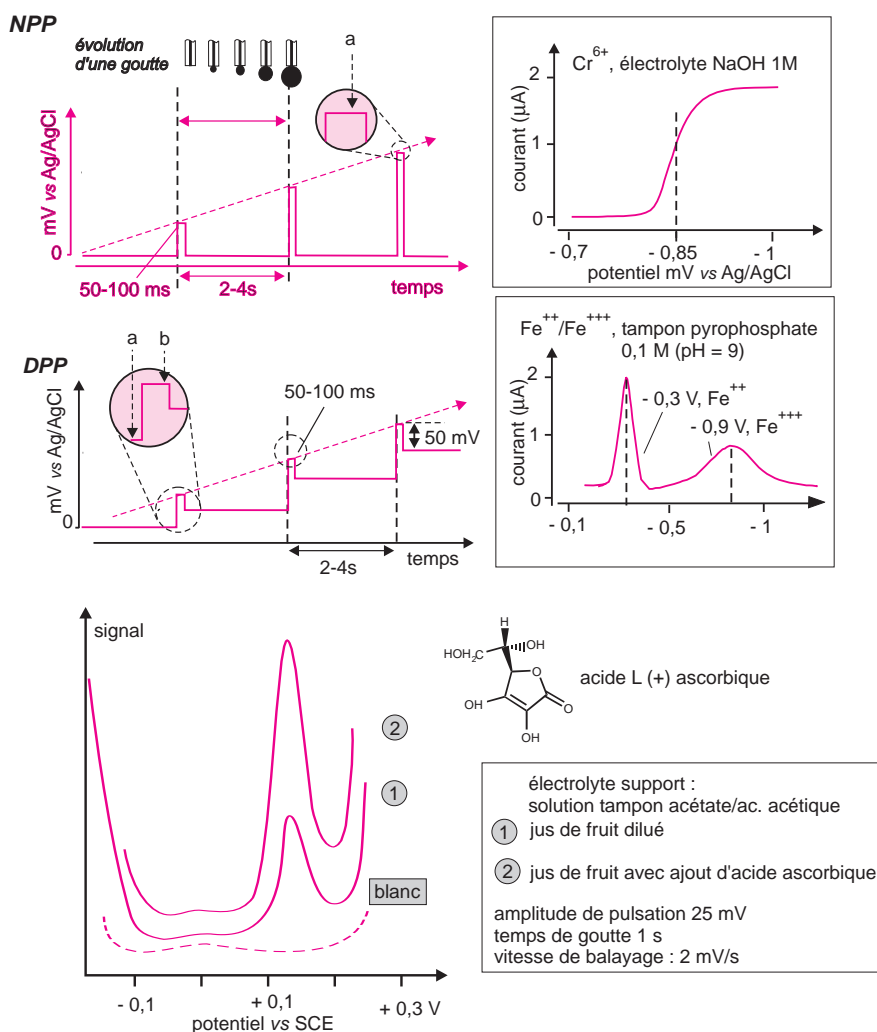 NPP
évolution
d'une goutte
a
mV vs Ag/AgCl
0
50-100 ms
2-4s
temps
Cr6+, électrolyte NaOH 1M
courant (µA)
2
1
0
- 0,7
- 0,85
- 1
potentiel mV vs Ag/AgCl
DPP
a
b
50-100 ms
50 mV
mV vs Ag/AgCl
0
2-4s
temps
Fe++/Fe+++, tampon pyrophosphate
0,1 M (pH = 9)
courant (µA)
2
1
0
- 0,3 V, Fe++
- 0,9 V, Fe+++
- 0,1
- 0,5
- 1
signal
2
1
blanc
- 0,1
+ 0,1
+ 0,3 V
potentiel vs SCE
H
HOH2C
OH
O
OH
O
OH
acide L (+) ascorbique
électrolyte support :
solution tampon acétate/ac. acétique
1 jus de fruit dilué
2 jus de fruit avec ajout d'acide ascorbique
amplitude de pulsation 25 mV
temps de goutte 1 s
vitesse de balayage : 2 mV/s